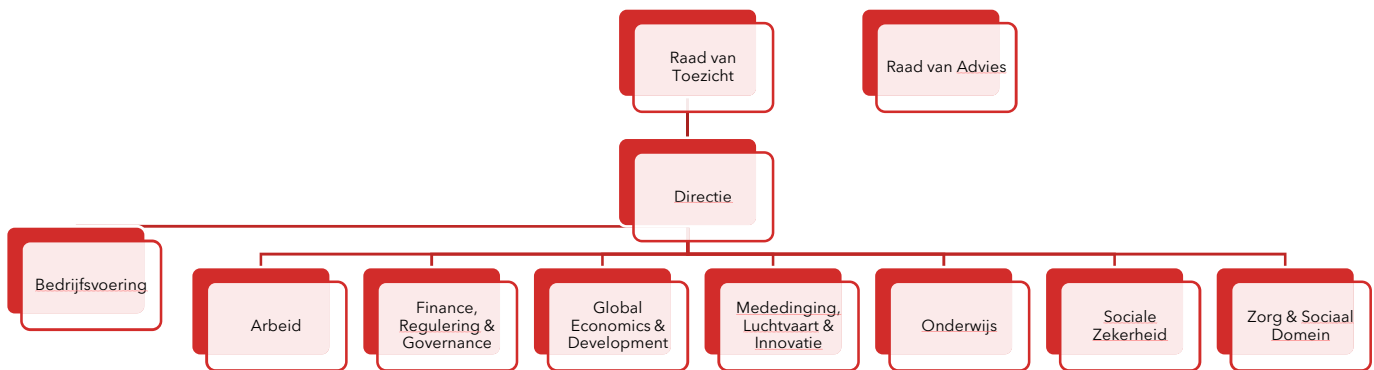 Raad van
Toezicht
Raad van Advies
Directie
Bedrijfsvoering
Arbeid
Finance,
Regulering &
Governance
Global
Economics &
Development
Mededinging,
Luchtvaart &
Innovatie
Onderwijs
Sociale
Zekerheid
Zorg & Sociaal
Domein